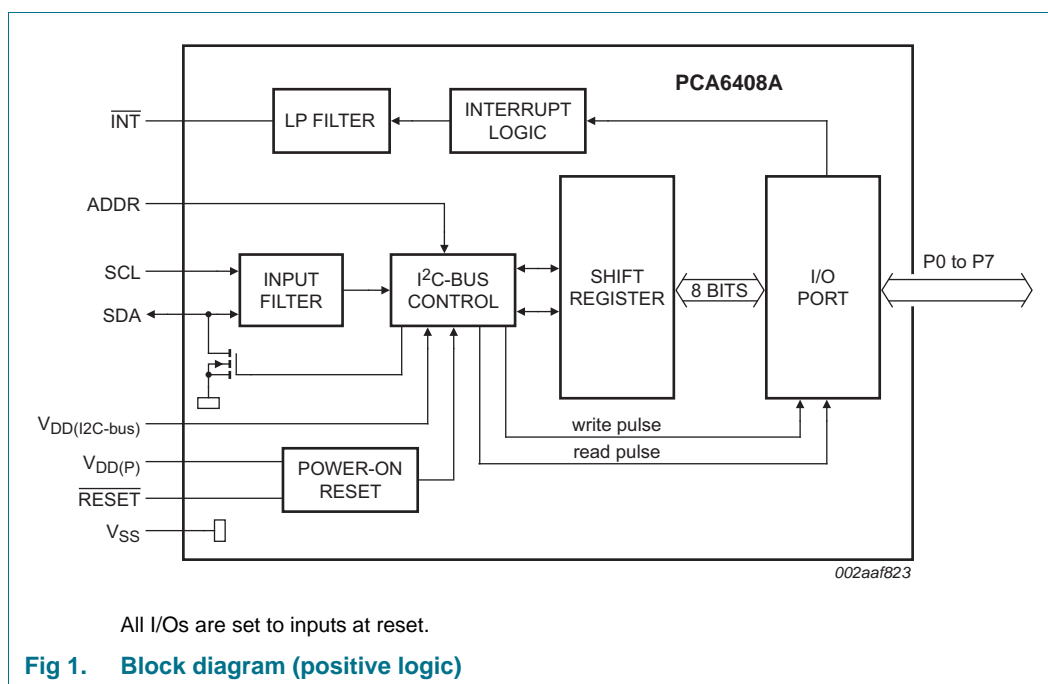 PCA6408A
INT
LP FILTER
INTERRUPT
LOGIC
ADDR
SCL
SDA
INPUT
FILTER
I²C-BUS
CONTROL
SHIFT
REGISTER
8 BITS
I/O
PORT
P0 to P7
VDD(I2C-bus)
write pulse
VDD(P)
read pulse
POWER-ON
RESET
RESET
VSS
002aaf823
All I/Os are set to inputs at reset.
Fig 1. Block diagram (positive logic)